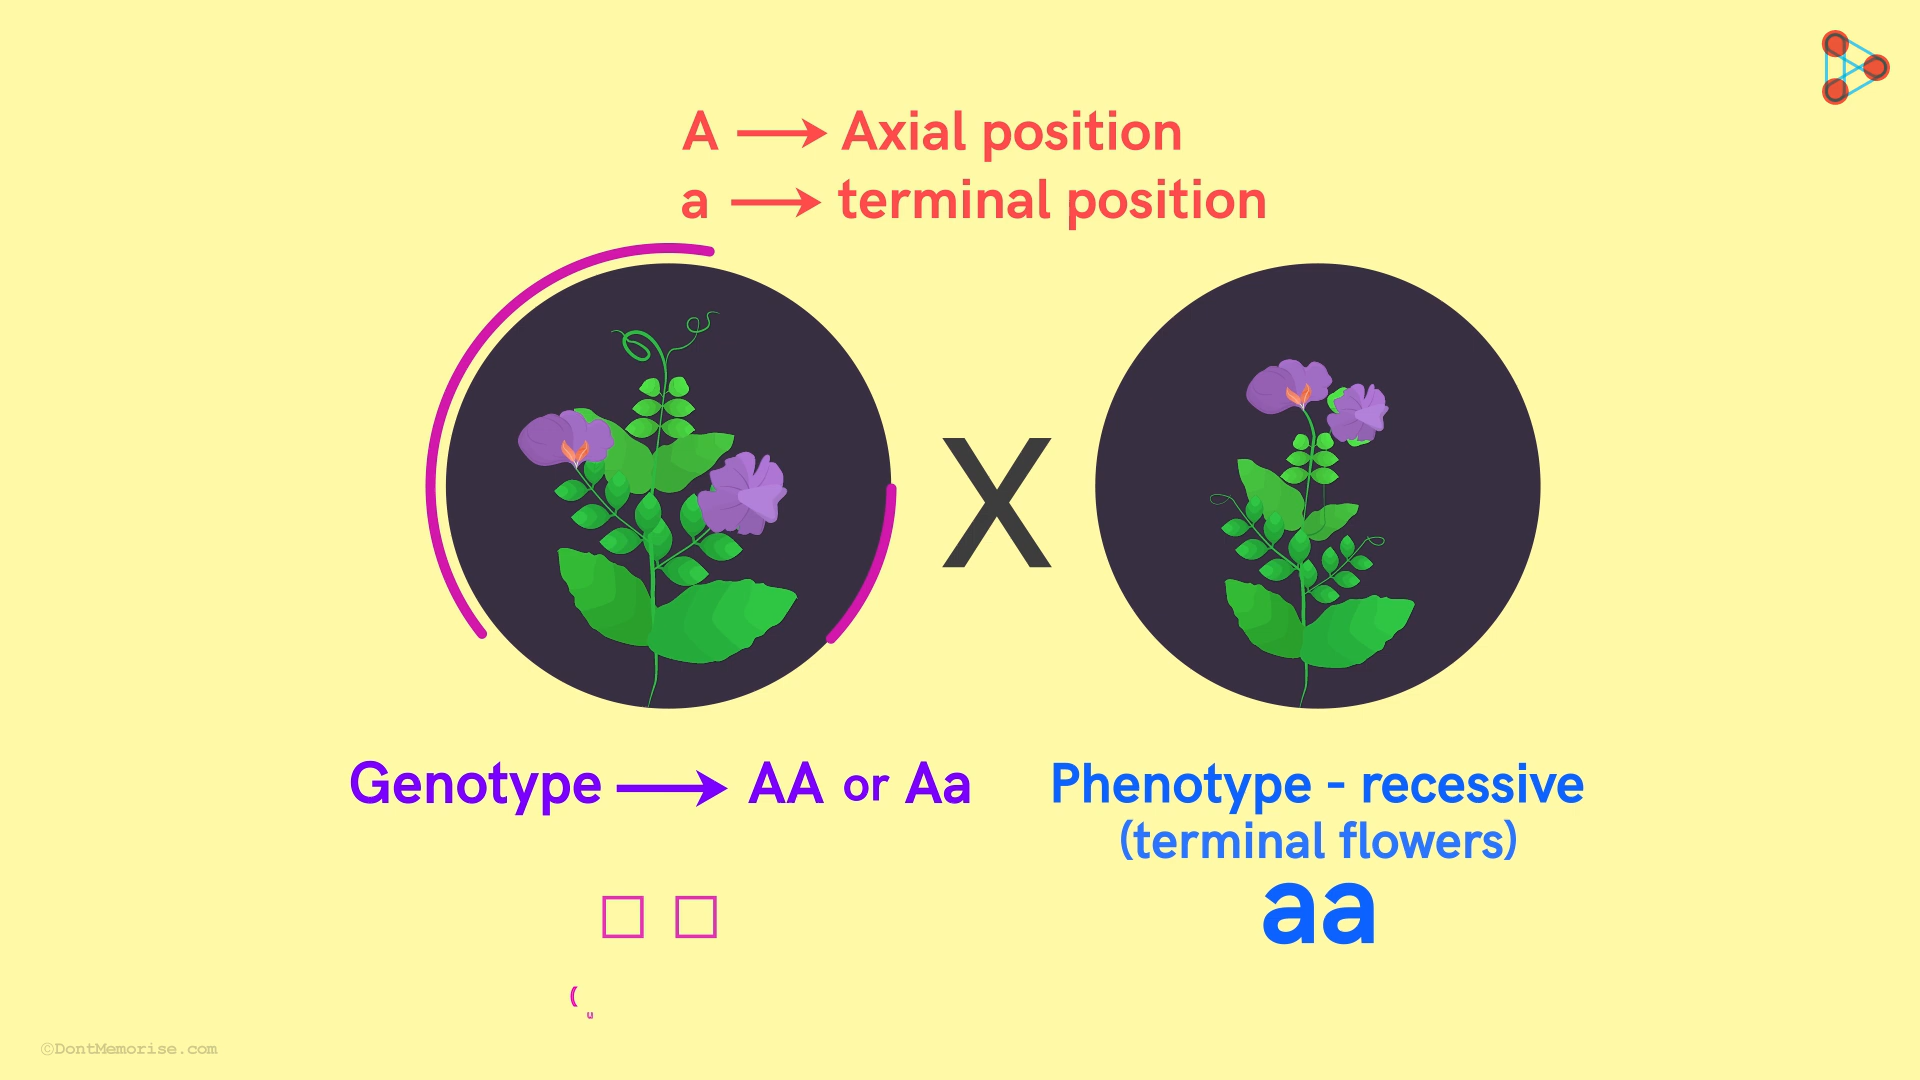 A → Axial position
a → terminal position
X
Genotype → AA or Aa
Phenotype - recessive
(terminal flowers)
aa
(
u
©DontMemorise.com